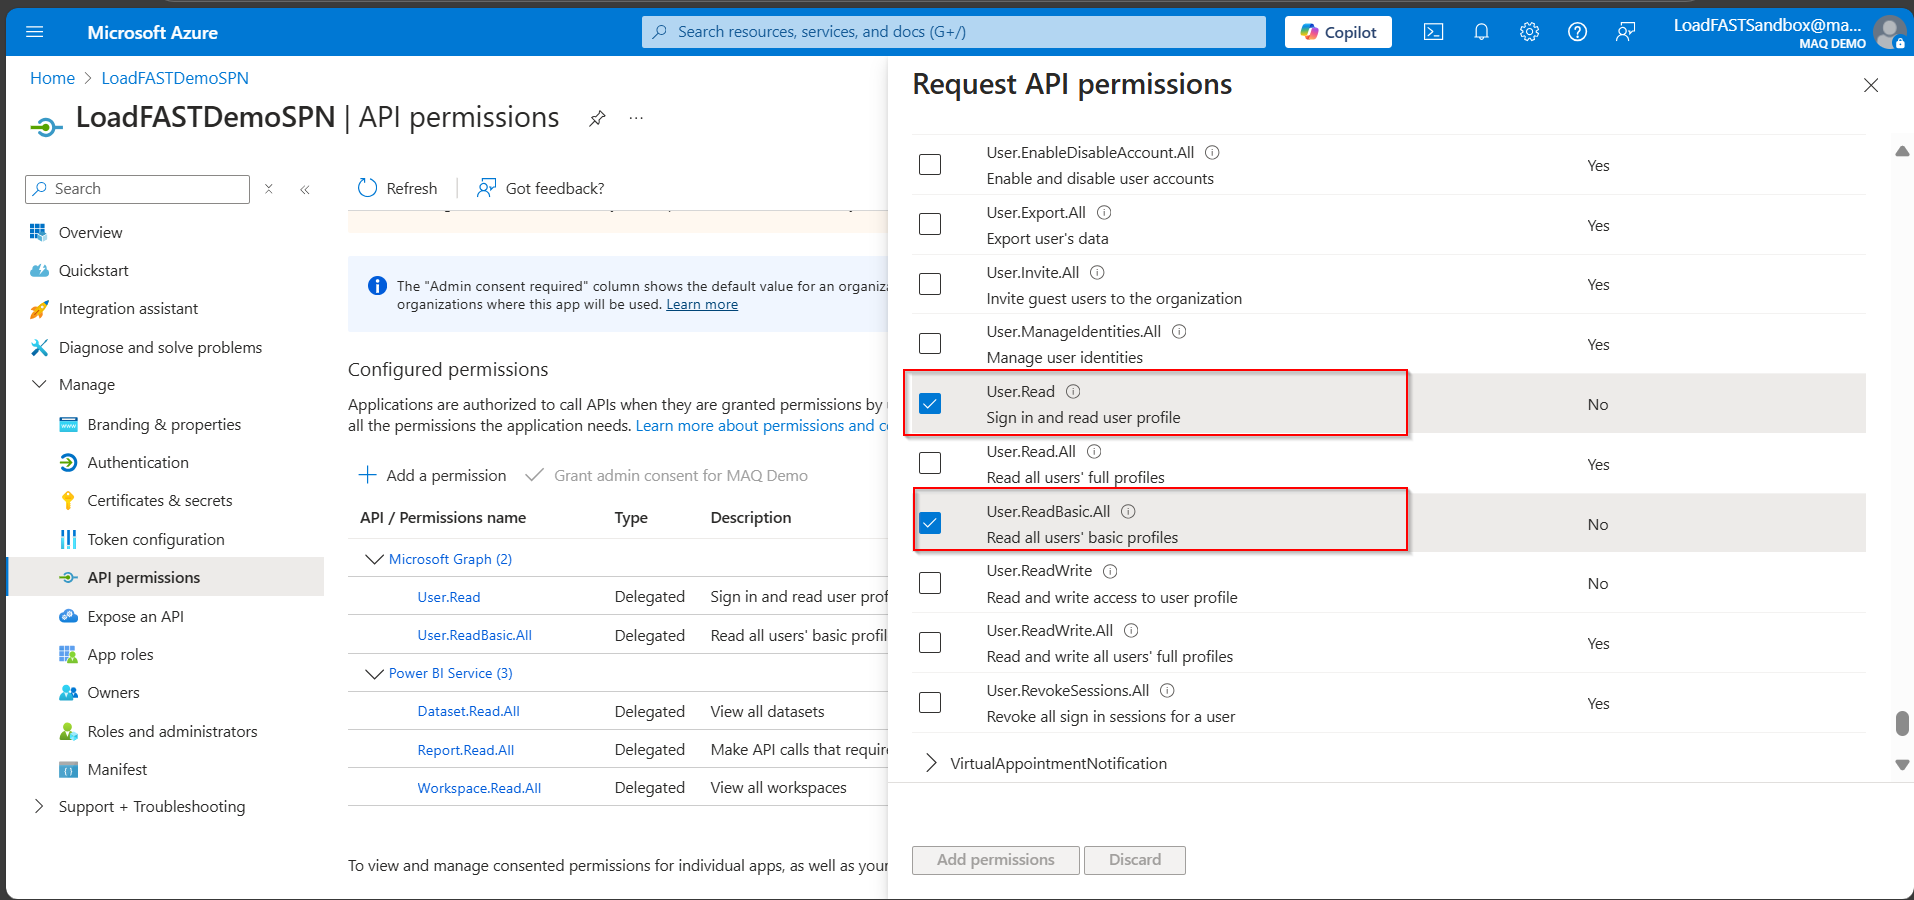 Microsoft Azure
Search resources, services, and docs (G+/)
Copilot
LoadFASTSandbox@ma...
MAQ DEMO
Home > LoadFASTDemoSPN
LoadFASTDemoSPN | API permissions
...
Search
Overview
Quickstart
Integration assistant
Diagnose and solve problems
Manage
Branding & properties
Authentication
Certificates & secrets
Token configuration
API permissions
Expose an API
App roles
Owners
Roles and administrators
Manifest
Support + Troubleshooting
Refresh
Got feedback?
The "Admin consent required" column shows the default value for an organiza
organizations where this app will be used. Learn more
Configured permissions
Applications are authorized to call APIs when they are granted permissions by
all the permissions the application needs. Learn more about permissions and co
Add a permission
Grant admin consent for MAQ Demo
API / Permissions name Type Description
Microsoft Graph (2)
User.Read Delegated Sign in and read user prof
User.ReadBasic.All Delegated Read all users' basic profil
Power BI Service (3)
Dataset.Read.All Delegated View all datasets
Report.Read.All Delegated Make API calls that require
Workspace.Read.All Delegated View all workspaces
To view and manage consented permissions for individual apps, as well as your
Request API permissions
User.EnableDisableAccount.All
Enable and disable user accounts
Yes
User.Export.All
Export user's data
Yes
User.Invite.All
Invite guest users to the organization
Yes
User.ManageIdentities.All
Manage user identities
Yes
User.Read
Sign in and read user profile
No
User.Read.All
Read all users' full profiles
Yes
User.ReadBasic.All
Read all users' basic profiles
No
User.ReadWrite
Read and write access to user profile
No
User.ReadWrite.All
Read and write all users' full profiles
Yes
User.RevokeSessions.All
Revoke all sign in sessions for a user
Yes
VirtualAppointmentNotification
Add permissions
Discard